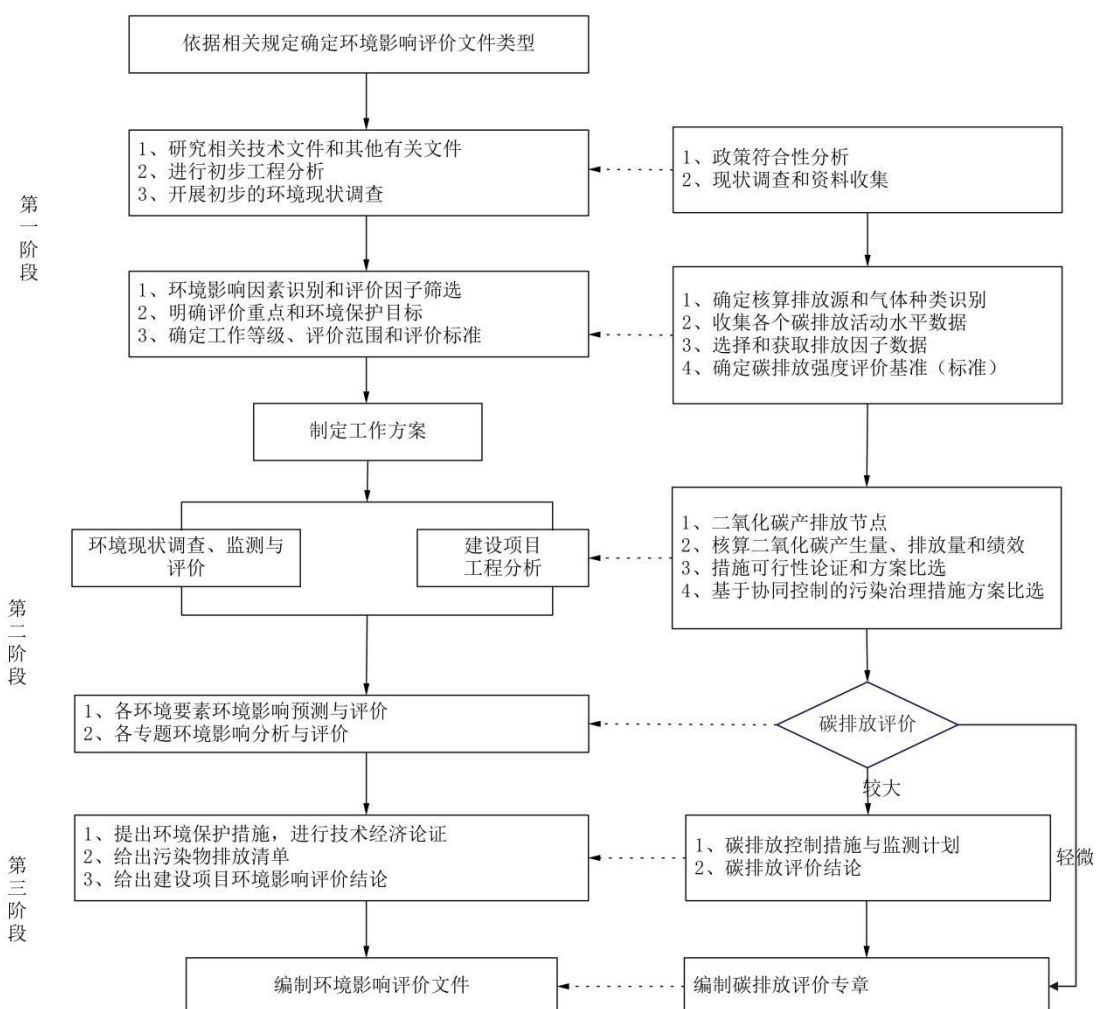 依据相关规定确定环境影响评价文件类型
第一阶段
1、研究相关技术文件和其他有关文件
2、进行初步工程分析
3、开展初步的环境现状调查
1、政策符合性分析
2、现状调查和资料收集
1、环境影响因素识别和评价因子筛选
2、明确评价重点和环境保护目标
3、确定工作等级、评价范围和评价标准
1、确定核算排放源和气体种类识别
2、收集各个碳排放活动水平数据
3、选择和获取排放因子数据
4、确定碳排放强度评价基准（标准）
制定工作方案
第二阶段
环境现状调查、监测与
评价
建设项目
工程分析
1、二氧化碳产排放节点
2、核算二氧化碳产生量、排放量和绩效
3、措施可行性论证和方案比选
4、基于协同控制的污染治理措施方案比选
1、各环境要素环境影响预测与评价
2、各专题环境影响分析与评价
碳排放评价
较大
轻微
第三阶段
1、提出环境保护措施，进行技术经济论证
2、给出污染物排放清单
3、给出建设项目环境影响评价结论
1、碳排放控制措施与监测计划
2、碳排放评价结论
编制环境影响评价文件
编制碳排放评价专章